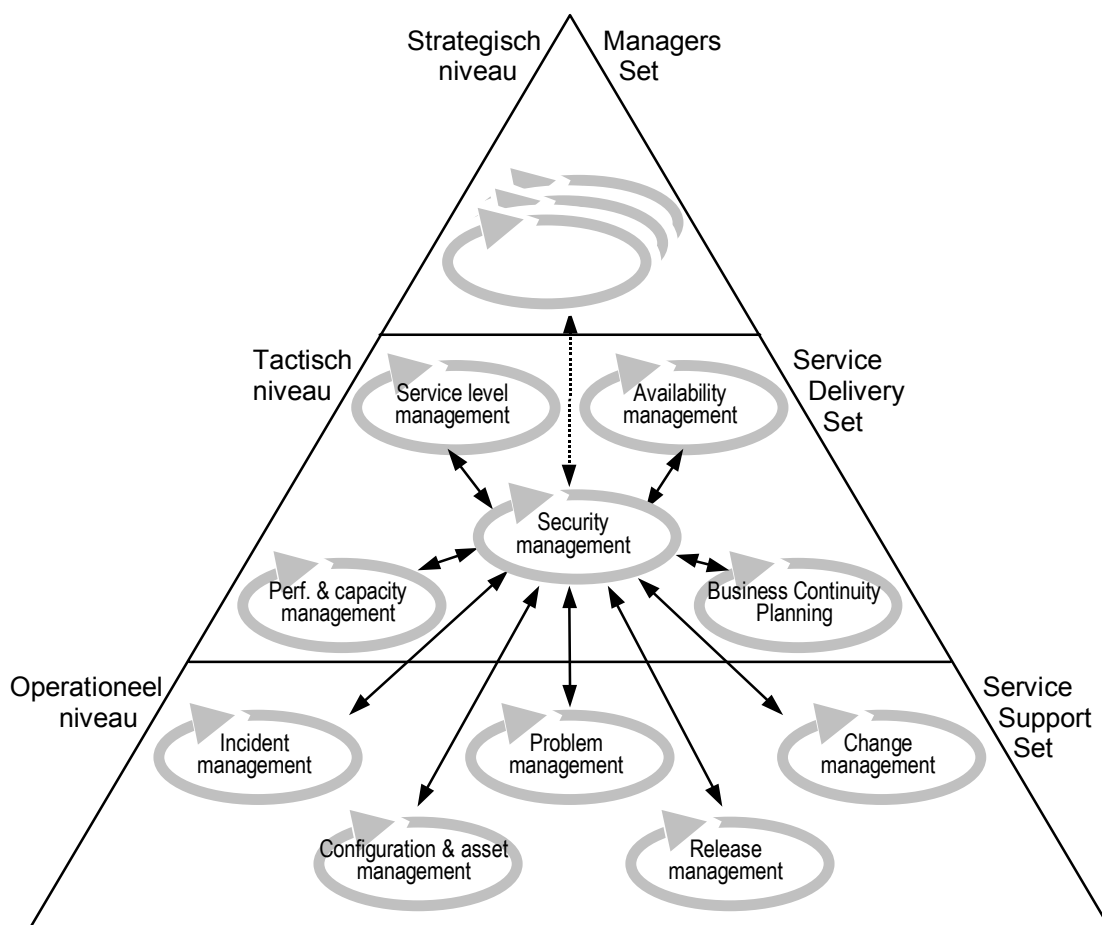 Strategisch
niveau
Managers
Set
Tactisch
niveau
Service level
management
Availability
management
Service
Delivery
Set
Security
management
Perf. & capacity
management
Business Continuity
Planning
Operationeel
niveau
Service
Support
Set
Incident
management
Problem
management
Change
management
Configuration & asset
management
Release
management